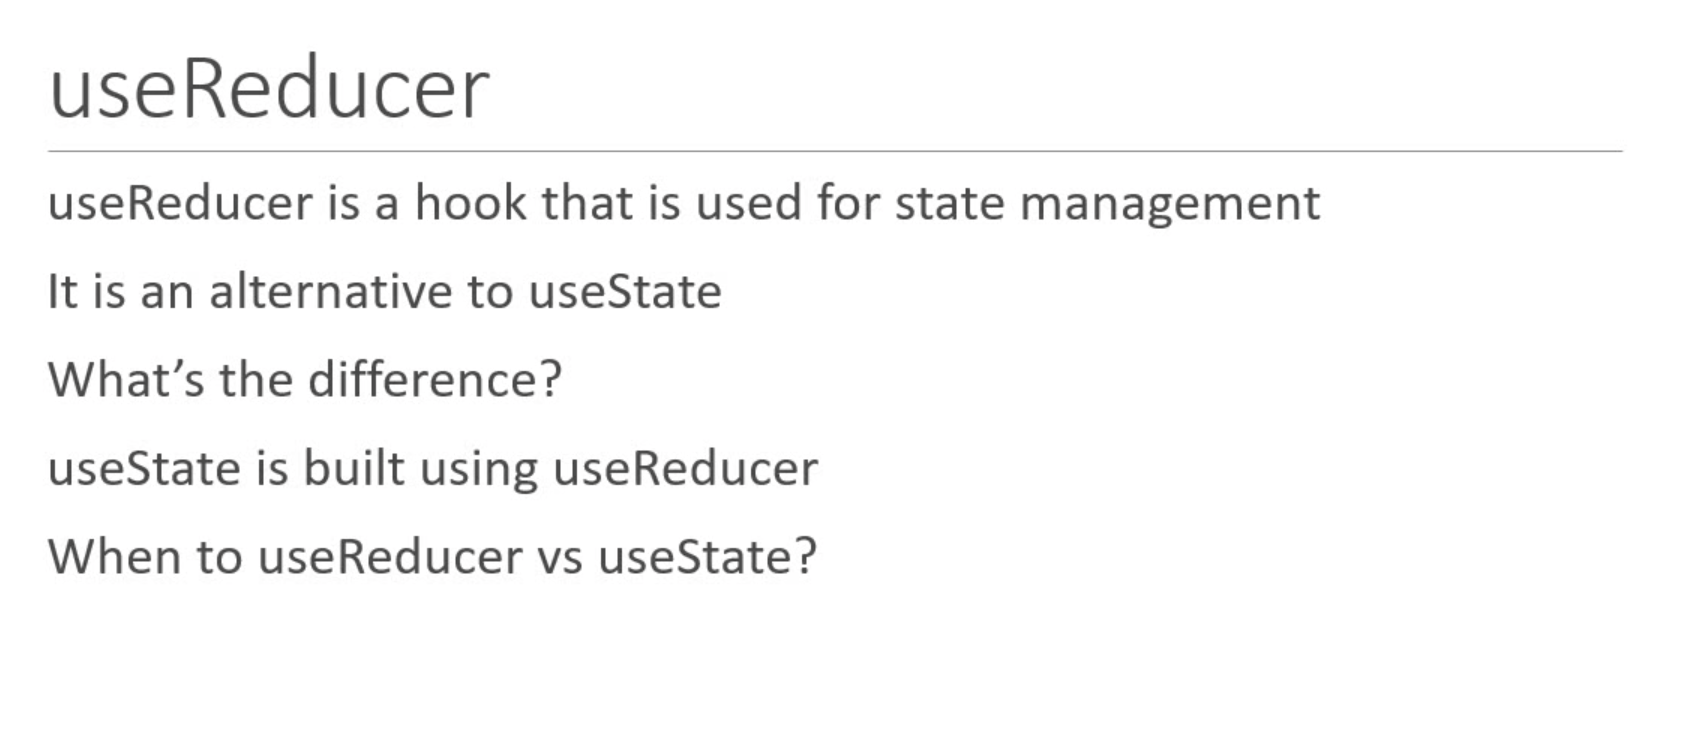 useReducer
useReducer is a hook that is used for state management
It is an alternative to useState
What’s the difference?
useState is built using useReducer
When to useReducer vs useState?